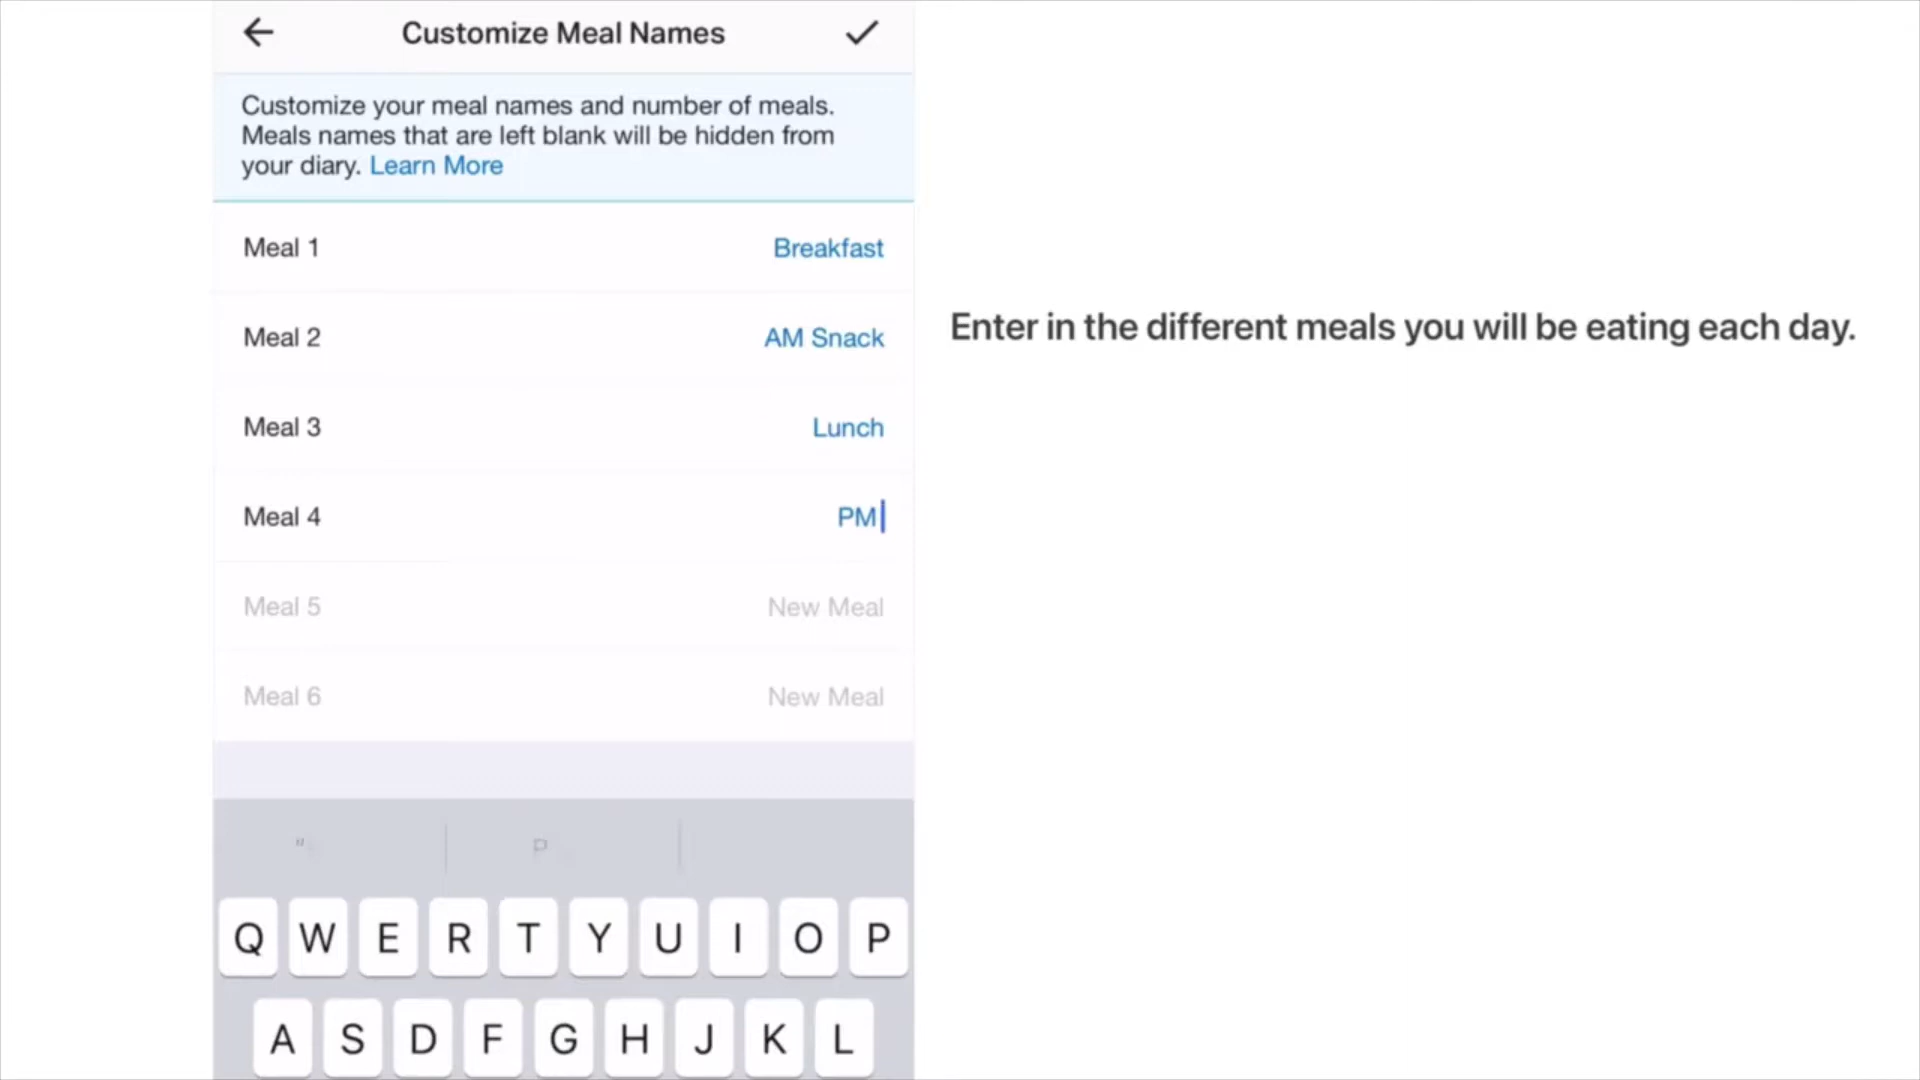 Customize Meal Names
Customize your meal names and number of meals.
Meals names that are left blank will be hidden from
your diary. Learn More
Meal 1 Breakfast
Meal 2 AM Snack
Meal 3 Lunch
Meal 4 PM
Meal 5 New Meal
Meal 6 New Meal
Enter in the different meals you will be eating each day.
Q W E R T Y U I O P
A S D F G H J K L